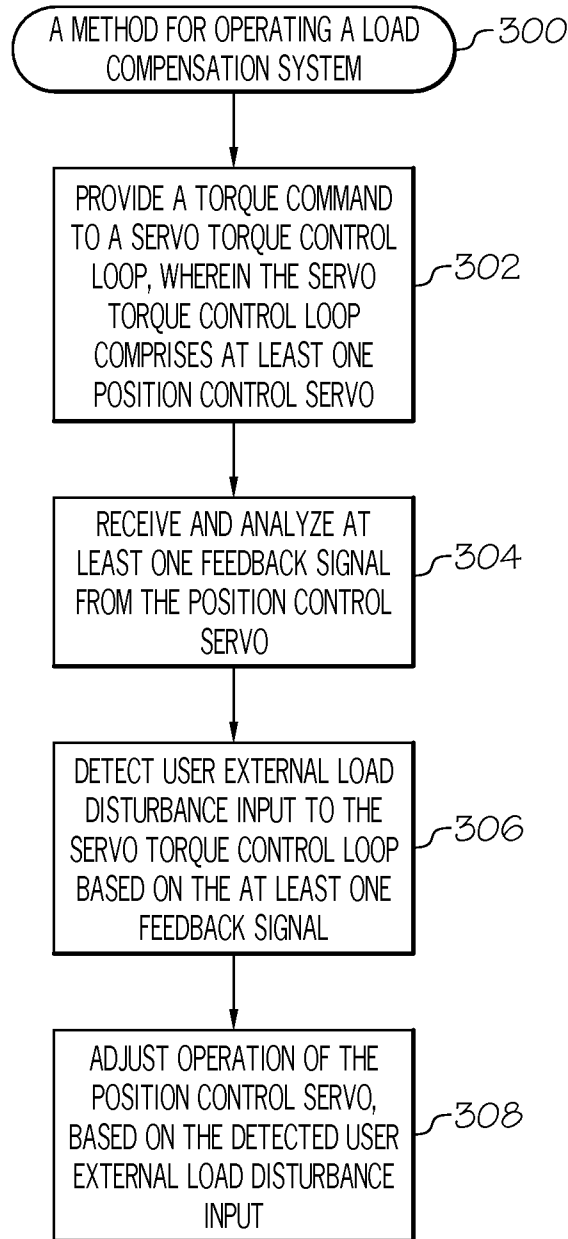 A METHOD FOR OPERATING A LOAD
COMPENSATION SYSTEM
300
PROVIDE A TORQUE COMMAND
TO A SERVO TORQUE CONTROL
LOOP, WHEREIN THE SERVO
TORQUE CONTROL LOOP
COMPRISES AT LEAST ONE
POSITION CONTROL SERVO
302
RECEIVE AND ANALYZE AT
LEAST ONE FEEDBACK SIGNAL
FROM THE POSITION CONTROL
SERVO
304
DETECT USER EXTERNAL LOAD
DISTURBANCE INPUT TO THE
SERVO TORQUE CONTROL LOOP
BASED ON THE AT LEAST ONE
FEEDBACK SIGNAL
306
ADJUST OPERATION OF THE
POSITION CONTROL SERVO,
BASED ON THE DETECTED USER
EXTERNAL LOAD DISTURBANCE
INPUT
308